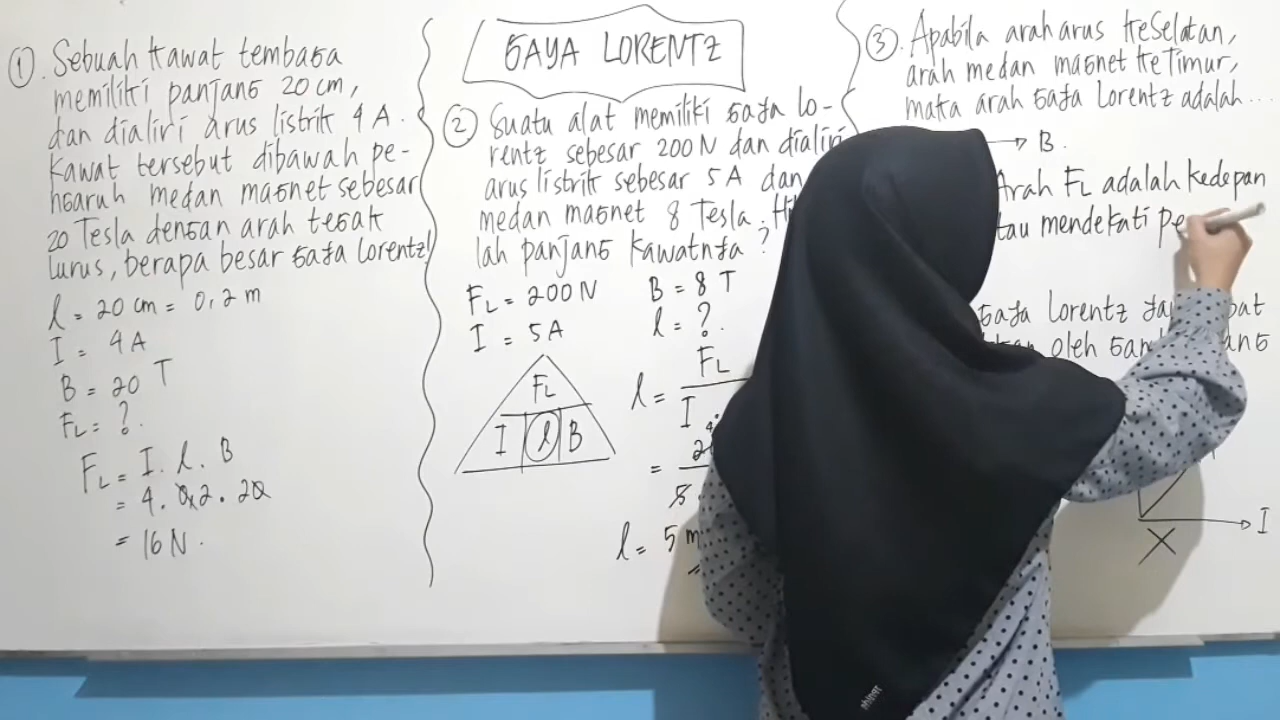 GAYA LORENTZ
① Sebuah kawat tembaga
memiliki panjang 20 cm,
dan dialiri arus listrik 4 A.
Kawat tersebut dibawah pe-
ngaruh medan magnet sebesar
20 Tesla dengan arah tegak
lurus, berapa besar gaya lorentz!
l = 20 cm = 0,2 m
I = 4 A
B = 20 T
FL = ?
FL = I . l . B
= 4 . 0,2 . 20
= 16 N.
② Suatu alat memiliki gaya lo-
rentz sebesar 200 N dan dialiri
arus listrik sebesar 5 A dan
medan magnet 8 Tesla.
lah panjang kawatnya?
FL = 200 N
I = 5 A
B = 8 T
l = ?
FL
I l B
l = FL
I
=
5
l = 5 m
③ Apabila arah arus ke Selatan,
arah medan magnet ke Timur,
maka arah gaya Lorentz adalah...
B.
Arah FL adalah kedepan
mendekati
gaya Lorentz
oleh
I
X